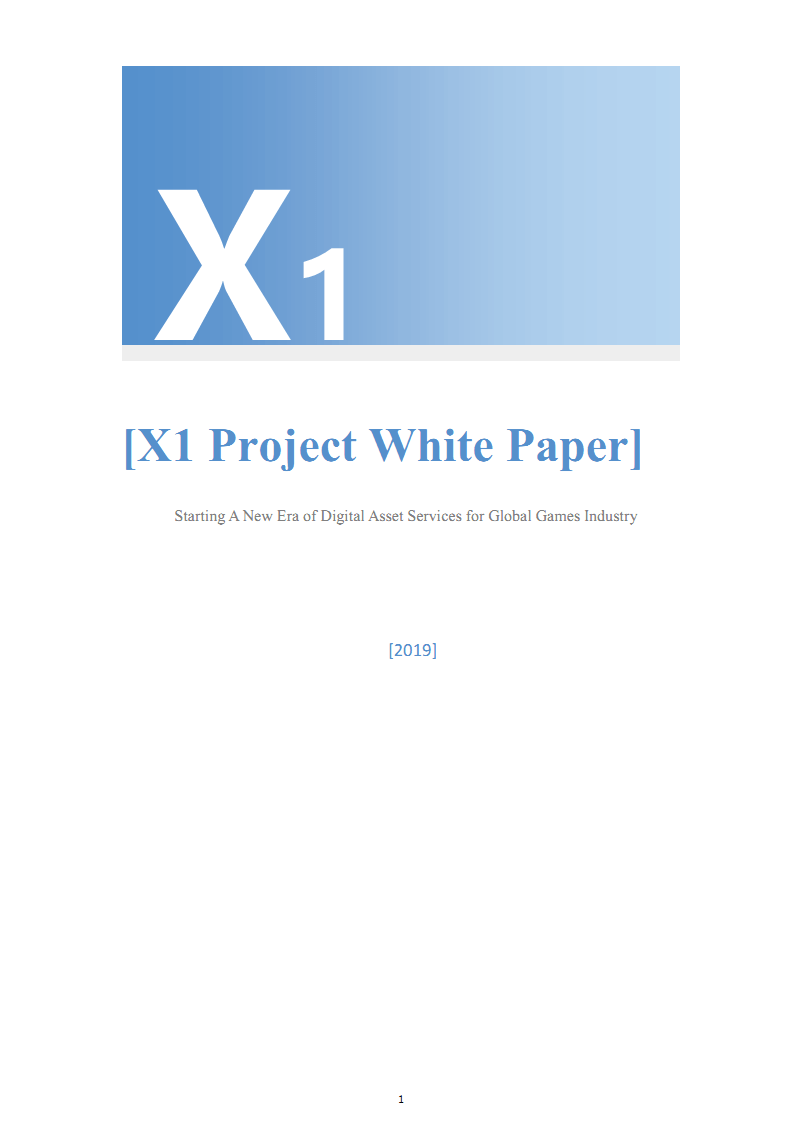 X1
[X1 Project White Paper]
Starting A New Era of Digital Asset Services for Global Games Industry
[2019]
1